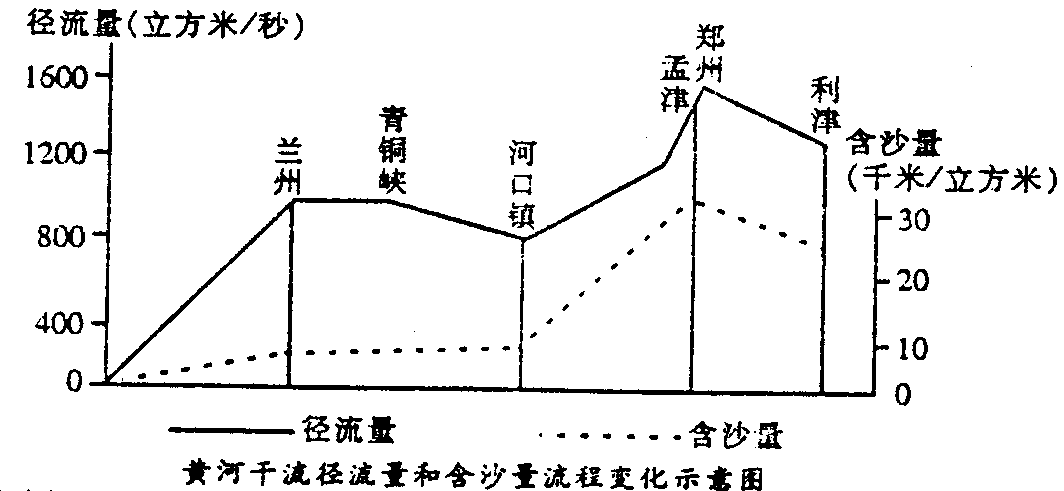 径流量(立方米/秒)
1600
1200
800
400
0
兰州
青铜峡
河口镇
孟津
郑州
利津
含沙量
(千米/立方米)
30
20
10
0
径流量
含沙量
黄河干流径流量和含沙量流程变化示意图